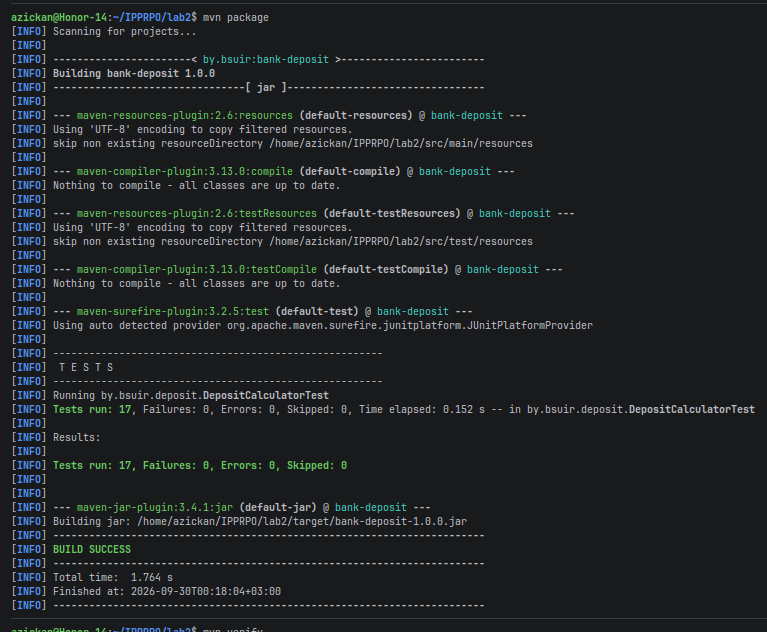 azickan@Honor-14:~/IPPRPO/lab2$ mvn package
[INFO] Scanning for projects...
[INFO]
[INFO] -----------------------< by.bsuir:bank-deposit >------------------------
[INFO] Building bank-deposit 1.0.0
[INFO] --------------------------------[ jar ]---------------------------------
[INFO]
[INFO] --- maven-resources-plugin:2.6:resources (default-resources) @ bank-deposit ---
[INFO] Using 'UTF-8' encoding to copy filtered resources.
[INFO] skip non existing resourceDirectory /home/azickan/IPPRPO/lab2/src/main/resources
[INFO]
[INFO] --- maven-compiler-plugin:3.13.0:compile (default-compile) @ bank-deposit ---
[INFO] Nothing to compile - all classes are up to date.
[INFO]
[INFO] --- maven-resources-plugin:2.6:testResources (default-testResources) @ bank-deposit ---
[INFO] Using 'UTF-8' encoding to copy filtered resources.
[INFO] skip non existing resourceDirectory /home/azickan/IPPRPO/lab2/src/test/resources
[INFO]
[INFO] --- maven-compiler-plugin:3.13.0:testCompile (default-testCompile) @ bank-deposit ---
[INFO] Nothing to compile - all classes are up to date.
[INFO]
[INFO] --- maven-surefire-plugin:3.2.5:test (default-test) @ bank-deposit ---
[INFO] Using auto detected provider org.apache.maven.surefire.junitplatform.JUnitPlatformProvider
[INFO]
[INFO] -------------------------------------------------------
[INFO]  T E S T S
[INFO] -------------------------------------------------------
[INFO] Running by.bsuir.deposit.DepositCalculatorTest
[INFO] Tests run: 17, Failures: 0, Errors: 0, Skipped: 0, Time elapsed: 0.152 s -- in by.bsuir.deposit.DepositCalculatorTest
[INFO]
[INFO] Results:
[INFO]
[INFO] Tests run: 17, Failures: 0, Errors: 0, Skipped: 0
[INFO]
[INFO]
[INFO] --- maven-jar-plugin:3.4.1:jar (default-jar) @ bank-deposit ---
[INFO] Building jar: /home/azickan/IPPRPO/lab2/target/bank-deposit-1.0.0.jar
[INFO] ------------------------------------------------------------------------
[INFO] BUILD SUCCESS
[INFO] ------------------------------------------------------------------------
[INFO] Total time:  1.764 s
[INFO] Finished at: 2026-09-30T00:18:04+03:00
[INFO] ------------------------------------------------------------------------
azickan@Honor-14:~/IPPRPO/lab2$ mvn verify